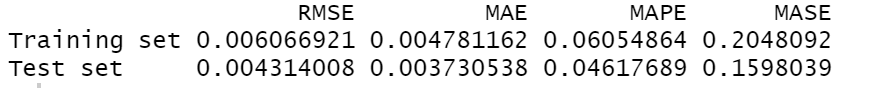 RMSE MAE MAPE MASE
Training set 0.006066921 0.004781162 0.06054864 0.2048092
Test set 0.004314008 0.003730538 0.04617689 0.1598039